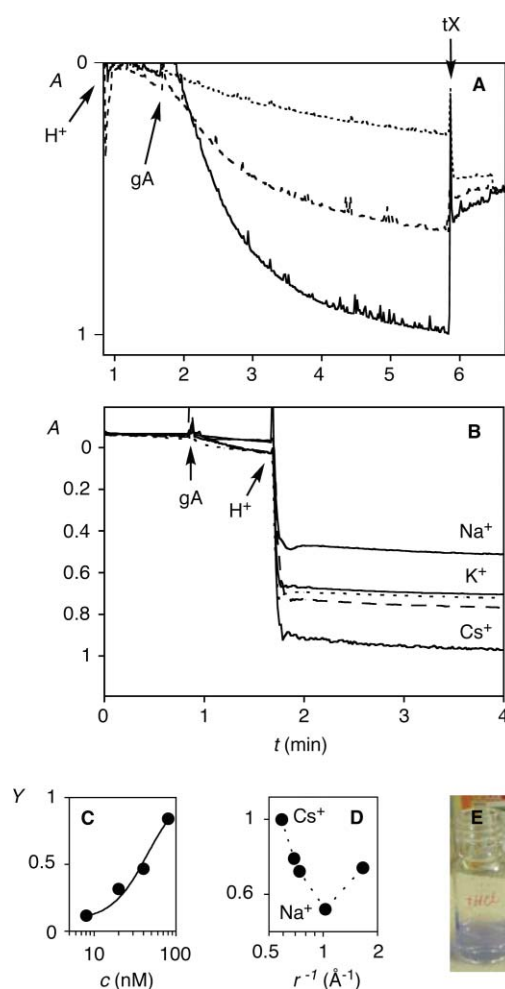 tX
0
A
A
H⁺
gA
1
1 2 3 4 5 6
A
B
0
gA
H⁺
0.2
0.4
Na⁺
0.6
K⁺
0.8
Cs⁺
1
0 1 2 3 4
t (min)
Y
1
C
0.5
0
10 100
c (nM)
1
Cs⁺
D
0.6
Na⁺
0.5 1 2
r⁻¹ (Å⁻¹)
E